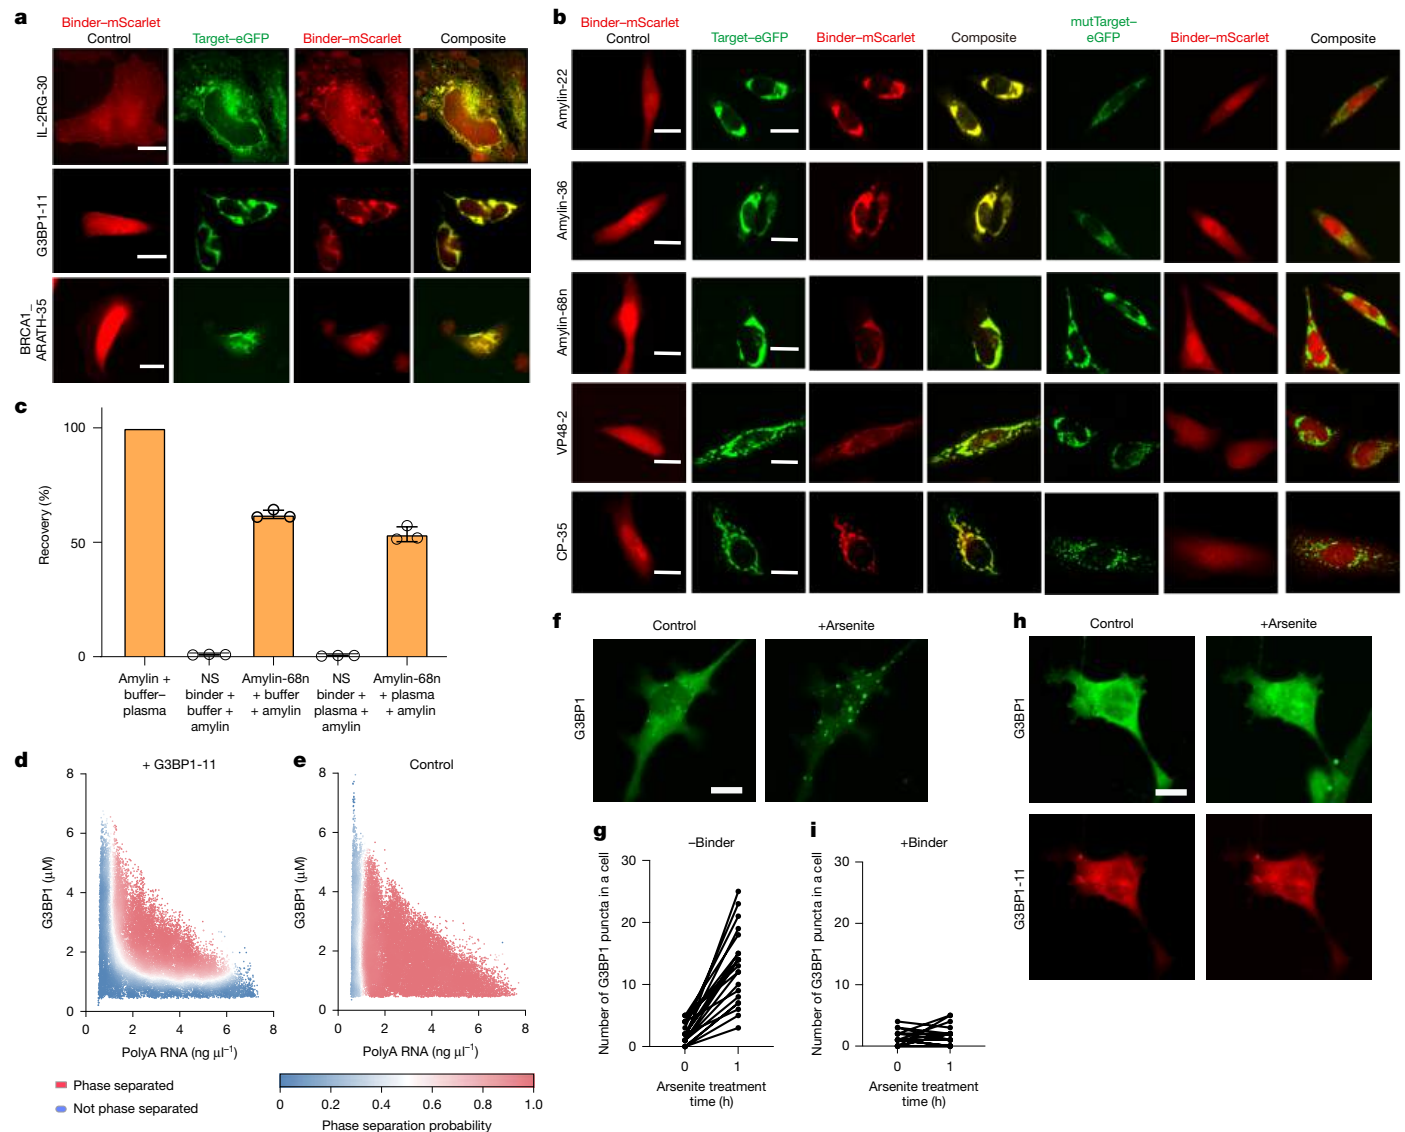 a
Binder–mScarlet
Control
Target–eGFP
Binder–mScarlet
Composite
IL-2RG-30
G3BP1-11
BRCA1_
ARATH-35
b
Binder–mScarlet
Control
Target–eGFP
Binder–mScarlet
Composite
mutTarget–
eGFP
Binder–mScarlet
Composite
Amylin-22
Amylin-36
Amylin-68n
VP48-2
CP-35
c
Recovery (%)
100
50
0
Amylin +
buffer–
plasma
NS
binder +
buffer +
amylin
Amylin-68n
+ buffer
+ amylin
NS
binder +
plasma +
amylin
Amylin-68n
+ plasma
+ amylin
d
+ G3BP1-11
G3BP1 (μM)
8
6
4
2
0
0 2 4 6 8
PolyA RNA (ng μl⁻¹)
e
Control
G3BP1 (μM)
8
6
4
2
0
0 2 4 6 8
PolyA RNA (ng μl⁻¹)
Phase separated
Not phase separated
0 0.2 0.4 0.6 0.8 1.0
Phase separation probability
f
Control
+Arsenite
G3BP1
g
–Binder
Number of G3BP1 puncta in a cell
30
20
10
0
0 1
Arsenite treatment
time (h)
i
+Binder
Number of G3BP1 puncta in a cell
30
20
10
0
0 1
Arsenite treatment
time (h)
h
Control
+Arsenite
G3BP1
G3BP1-11